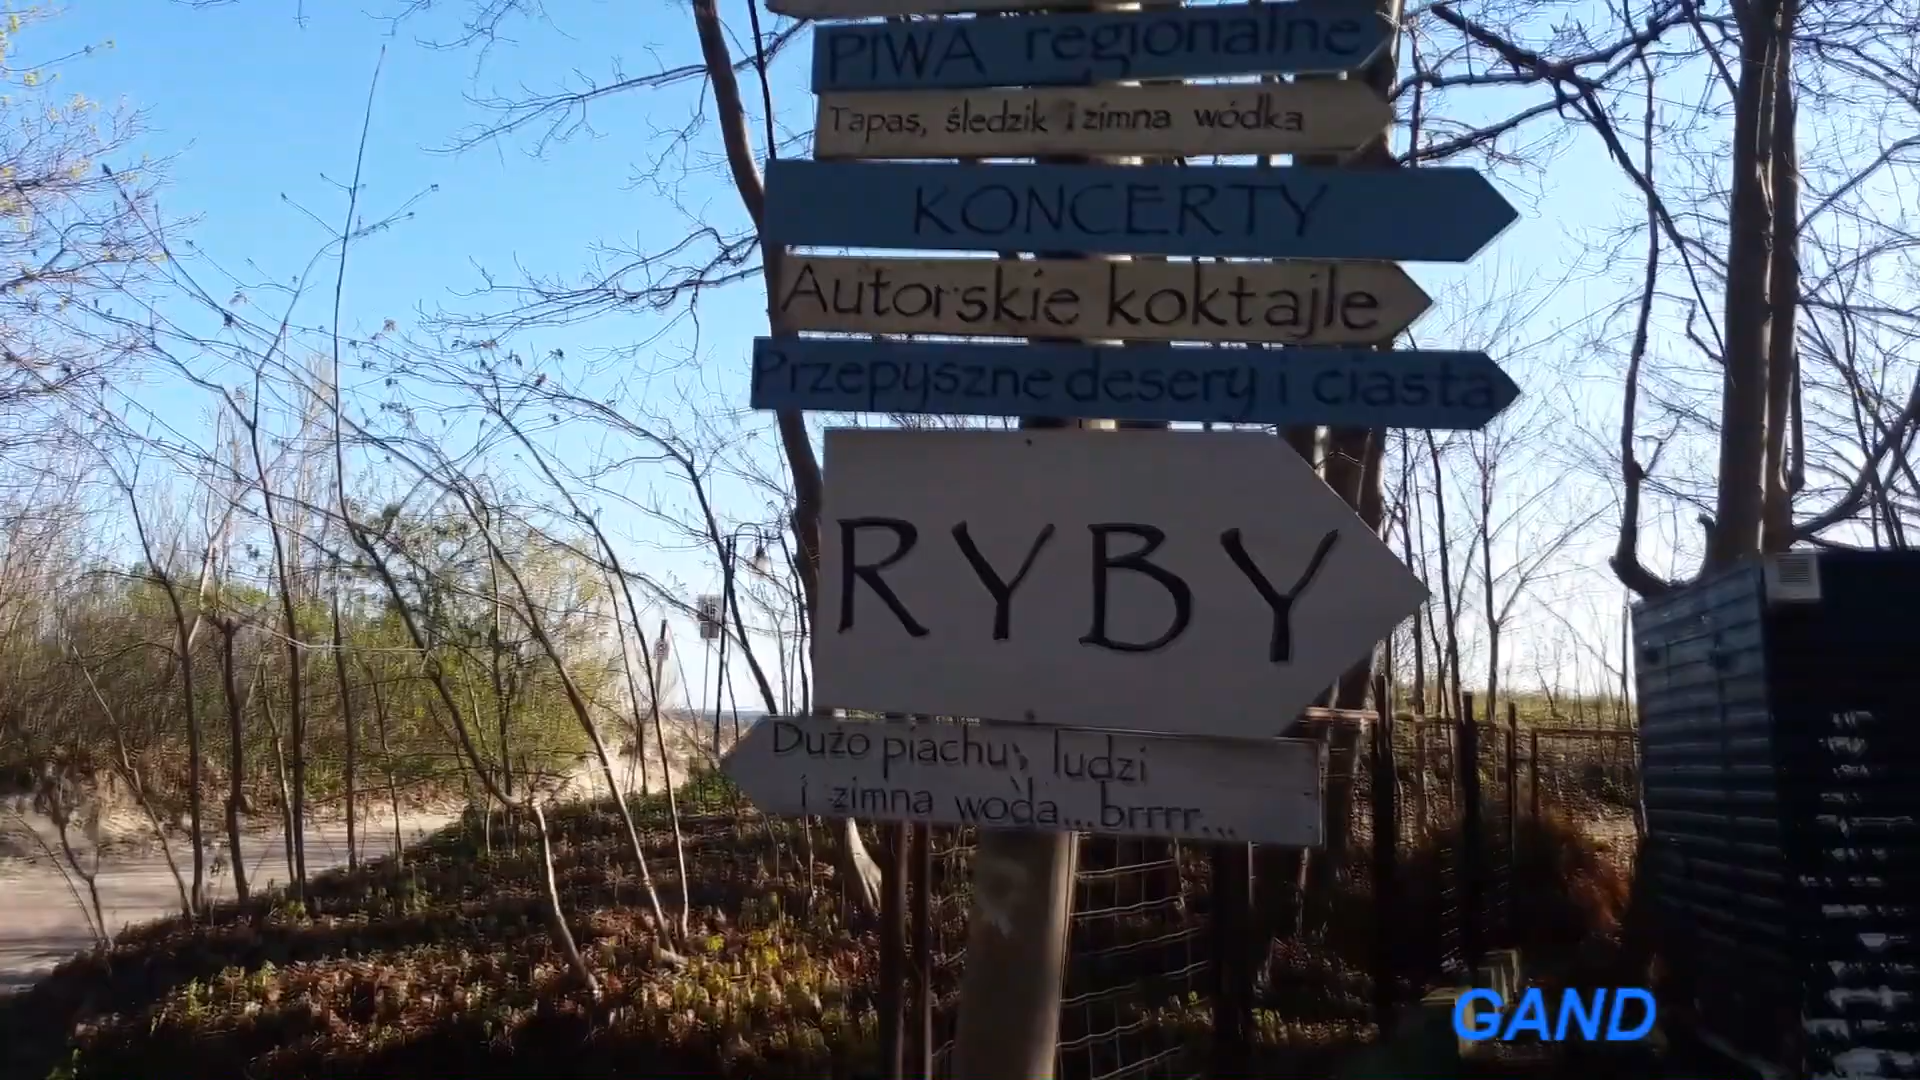 PIWA regionalne
Tapas, śledzik i zimna wódka
KONCERTY
Autorskie koktajle
Przepyszne desery i ciasta
RYBY
Dużo piachu, ludzi
i zimna woda...brrrr...
GAND